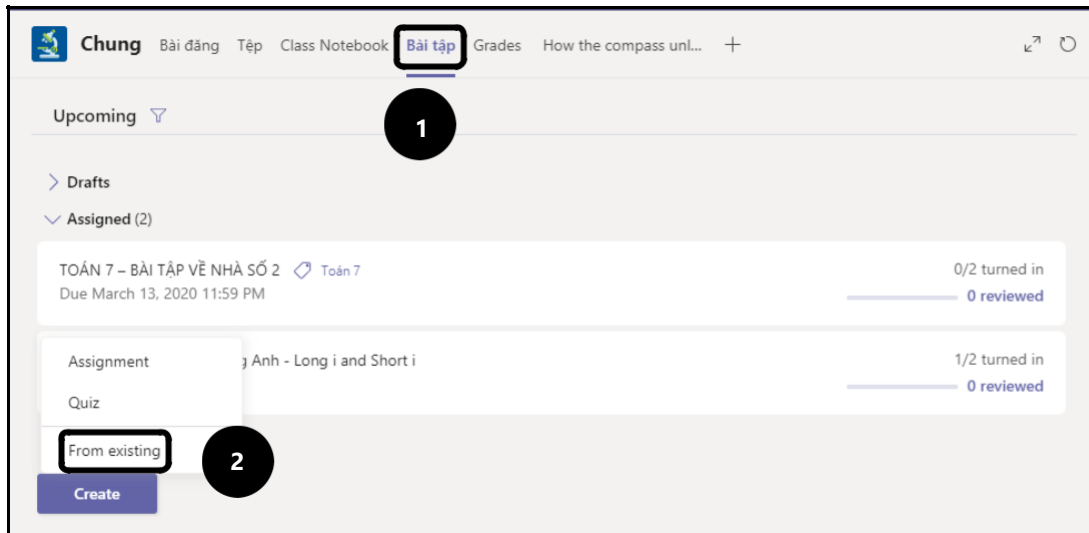 Chung Bài đăng Tệp Class Notebook Bài tập Grades How the compass unl... +
1
Upcoming
Drafts
Assigned (2)
TOÁN 7 – BÀI TẬP VỀ NHÀ SỐ 2 Toán 7
0/2 turned in
Due March 13, 2020 11:59 PM
0 reviewed
Anh - Long i and Short i
1/2 turned in
0 reviewed
Assignment
Quiz
From existing
2
Create